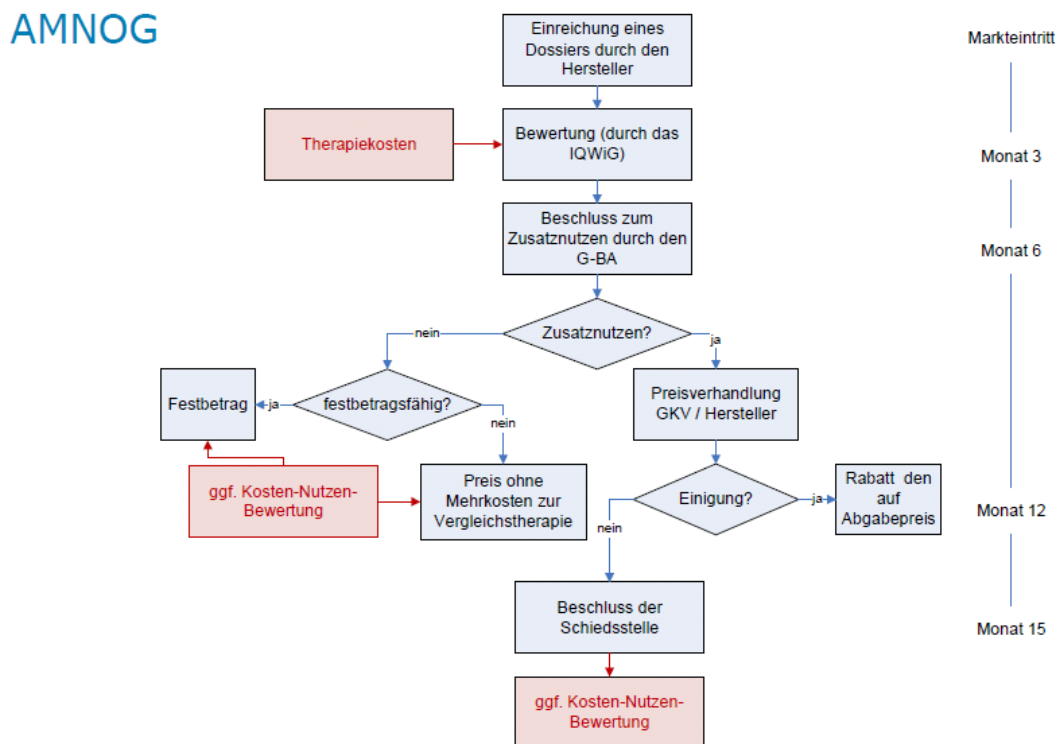 AMNOG
Einreichung eines
Dossiers durch den
Hersteller
Markteintritt
Therapiekosten
Bewertung (durch das
IQWiG)
Monat 3
Beschluss zum
Zusatznutzen durch den
G-BA
Monat 6
Zusatznutzen?
nein
ja
Festbetrag
ja
festbetragsfähig?
nein
Preisverhandlung
GKV / Hersteller
ggf. Kosten-Nutzen-
Bewertung
Preis ohne
Mehrkosten zur
Vergleichstherapie
Einigung?
ja
nein
Rabatt den
auf
Abgabepreis
Monat 12
Beschluss der
Schiedsstelle
Monat 15
ggf. Kosten-Nutzen-
Bewertung